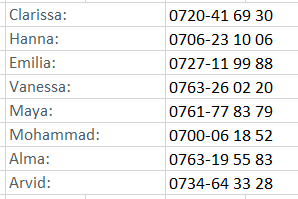 Clarissa: 0720-41 69 30
Hanna: 0706-23 10 06
Emilia: 0727-11 99 88
Vanessa: 0763-26 02 20
Maya: 0761-77 83 79
Mohammad: 0700-06 18 52
Alma: 0763-19 55 83
Arvid: 0734-64 33 28